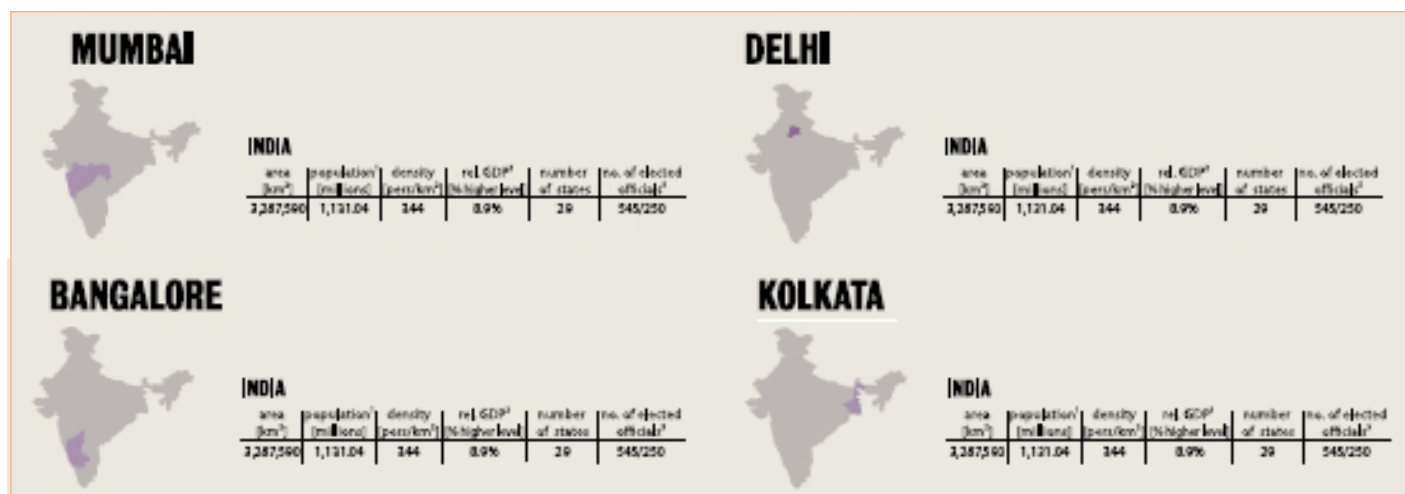 MUMBAI
INDIA
area population¹ density rel. GDP² number no. of elected
[km²] [millions] [pers/km²] [% higher level] of states officials³
3,287,590 1,131.04 344 0.9% 29 545/250
DELHI
INDIA
area population¹ density rel. GDP² number no. of elected
[km²] [millions] [pers/km²] [% higher level] of states officials³
3,287,590 1,131.04 344 0.9% 29 545/250
BANGALORE
INDIA
area population¹ density rel. GDP² number no. of elected
[km²] [millions] [pers/km²] [% higher level] of states officials³
3,287,590 1,131.04 344 0.9% 29 545/250
KOLKATA
INDIA
area population¹ density rel. GDP² number no. of elected
[km²] [millions] [pers/km²] [% higher level] of states officials³
3,287,590 1,131.04 344 0.9% 29 545/250